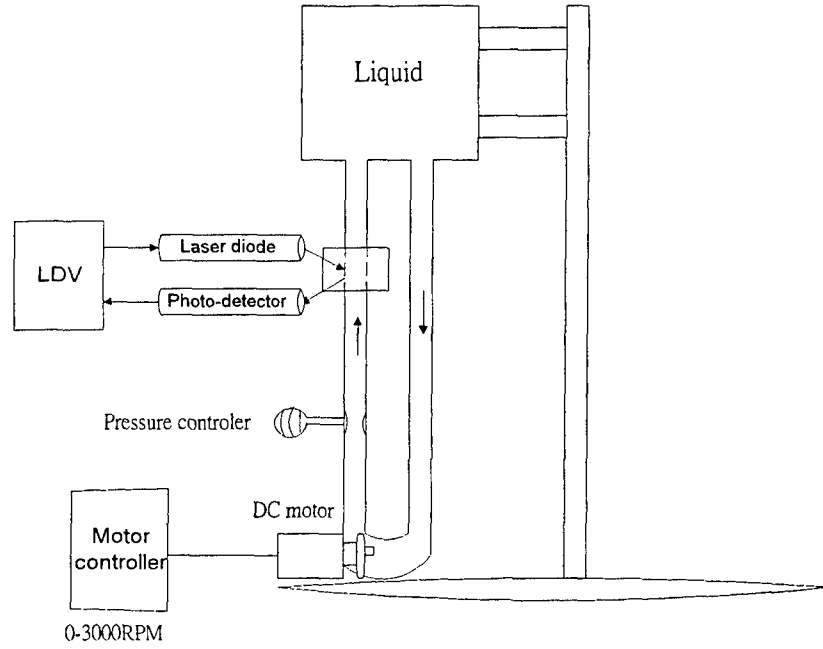 Liquid
Laser diode
LDV
Photo-detector
Pressure controler
DC motor
Motor
controller
0-3000RPM